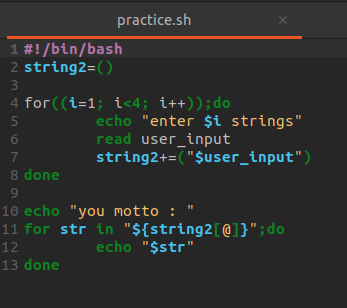 practice.sh ×
1 #!/bin/bash
2 string2=()
3
4 for((i=1; i<4; i++));do
5         echo "enter $i strings"
6         read user_input
7         string2+=("$user_input")
8 done
9
10 echo "you motto : "
11 for str in "${string2[@]}";do
12         echo "$str"
13 done